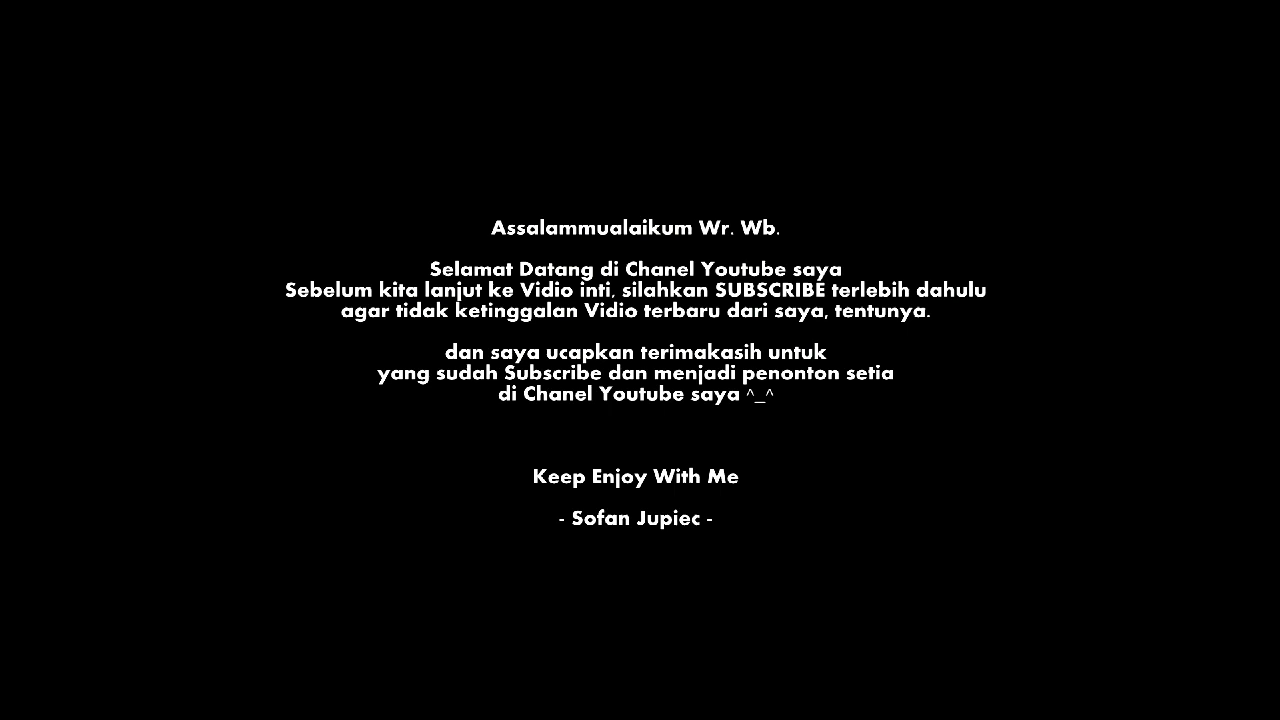 Assalammualaikum Wr. Wb.
Selamat Datang di Chanel Youtube saya
Sebelum kita lanjut ke Vidio inti, silahkan SUBSCRIBE terlebih dahulu
agar tidak ketinggalan Vidio terbaru dari saya, tentunya.
dan saya ucapkan terimakasih untuk
yang sudah Subscribe dan menjadi penonton setia
di Chanel Youtube saya ^_^
Keep Enjoy With Me
- Sofan Jupiec -